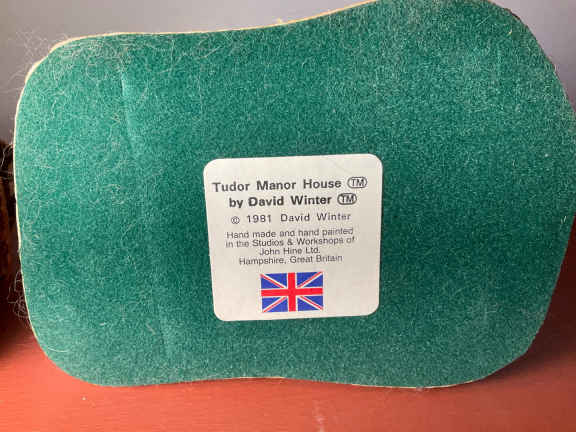 Tudor Manor House TM
by David Winter TM
© 1981 David Winter
Hand made and hand painted
in the Studios & Workshops of
John Hine Ltd.
Hampshire, Great Britain